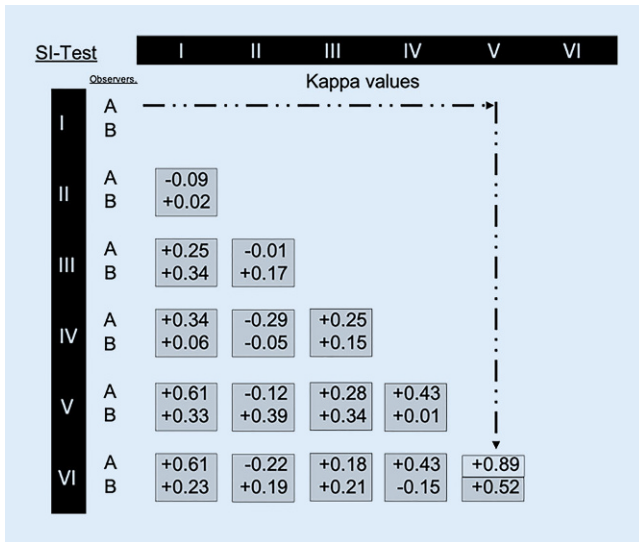 SI-Test I II III IV V VI
Observers. Kappa values
I A
B
II A -0.09
B +0.02
III A +0.25 -0.01
B +0.34 +0.17
IV A +0.34 -0.29 +0.25
B +0.06 -0.05 +0.15
V A +0.61 -0.12 +0.28 +0.43
B +0.33 +0.39 +0.34 +0.01
VI A +0.61 -0.22 +0.18 +0.43 +0.89
B +0.23 +0.19 +0.21 -0.15 +0.52